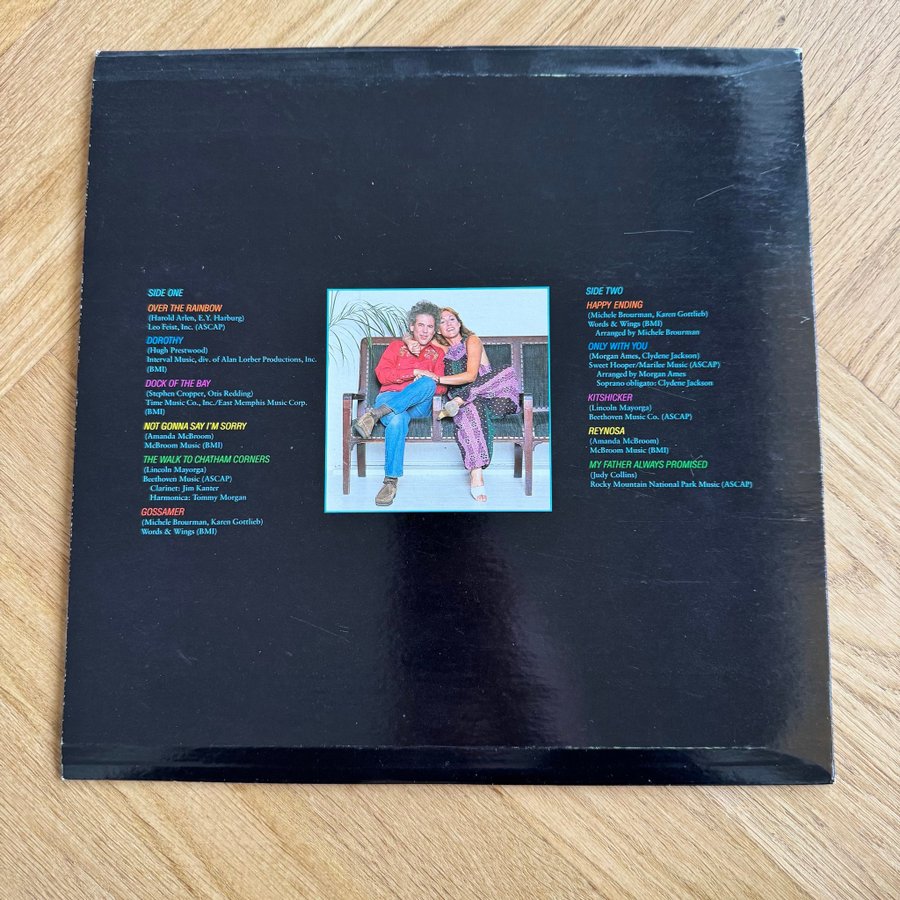 SIDE ONE
OVER THE RAINBOW
(Harold Arlen, E.Y. Harburg)
Leo Feist, Inc. (ASCAP)
DOROTHY
(Hugh Prestwood)
Interval Music, div. of Alan Lorber Productions, Inc.
(BMI)
DOCK OF THE BAY
(Stephen Cropper, Otis Redding)
Time Music Co., Inc./East Memphis Music Corp.
(BMI)
NOT GONNA SAY I'M SORRY
(Amanda McBroom)
McBroom Music (BMI)
THE WALK TO CHATHAM CORNERS
(Lincoln Mayorga)
Beethoven Music (ASCAP)
Clarinet: Jim Kanter
Harmonica: Tommy Morgan
GOSSAMER
(Michele Brourman, Karen Gottlieb)
Words & Wings (BMI)
SIDE TWO
HAPPY ENDING
(Michele Brourman, Karen Gottlieb)
Words & Wings (BMI)
Arranged by Michele Brourman
ONLY WITH YOU
(Morgan Ames, Clydene Jackson)
Sweet Hooper/Marilee Music (ASCAP)
Arranged by Morgan Ames
Soprano obligato: Clydene Jackson
KITSHICKER
(Lincoln Mayorga)
Beethoven Music Co. (ASCAP)
REYNOSA
(Amanda McBroom)
McBroom Music (BMI)
MY FATHER ALWAYS PROMISED
(Judy Collins)
Rocky Mountain National Park Music (ASCAP)